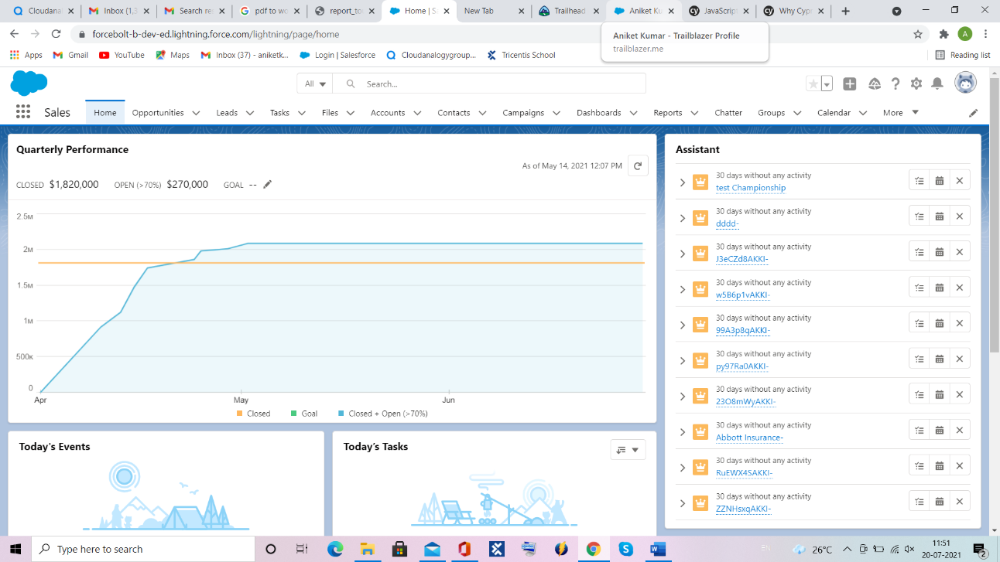 Cloudana
Inbox (1,3
Search re
pdf to wo
report_to
Home | S
New Tab
Trailhead
Aniket Ku
JavaScript
Why Cyp
forcebolt-b-dev-ed.lightning.force.com/lightning/page/home
A
Aniket Kumar - Trailblazer Profile
trailblazer.me
Apps
Gmail
YouTube
Maps
Inbox (37) - aniketk...
Login | Salesforce
Cloudanalogygroup...
Tricentis School
Reading list
All
Search...
Sales
Home
Opportunities
Leads
Tasks
Files
Accounts
Contacts
Campaigns
Dashboards
Reports
Chatter
Groups
Calendar
More
Quarterly Performance
As of May 14, 2021 12:07 PM
CLOSED $1,820,000 OPEN (>70%) $270,000 GOAL --
2.5M
2M
1.5M
1M
500K
0
Apr May Jun
Closed Goal Closed + Open (>70%)
Today's Events
Today's Tasks
Assistant
30 days without any activity
test Championship
30 days without any activity
dddd-
30 days without any activity
J3eCZd8AKKI-
30 days without any activity
w5B6p1vAKKI-
30 days without any activity
99A3p8qAKKI-
30 days without any activity
py97Ra0AKKI-
30 days without any activity
23O8mWyAKKI-
30 days without any activity
Abbott Insurance-
30 days without any activity
RuEWX4SAKKI-
30 days without any activity
ZZNHsxqAKKI-
Type here to search
EN
26°C
11:51
20-07-2021
2